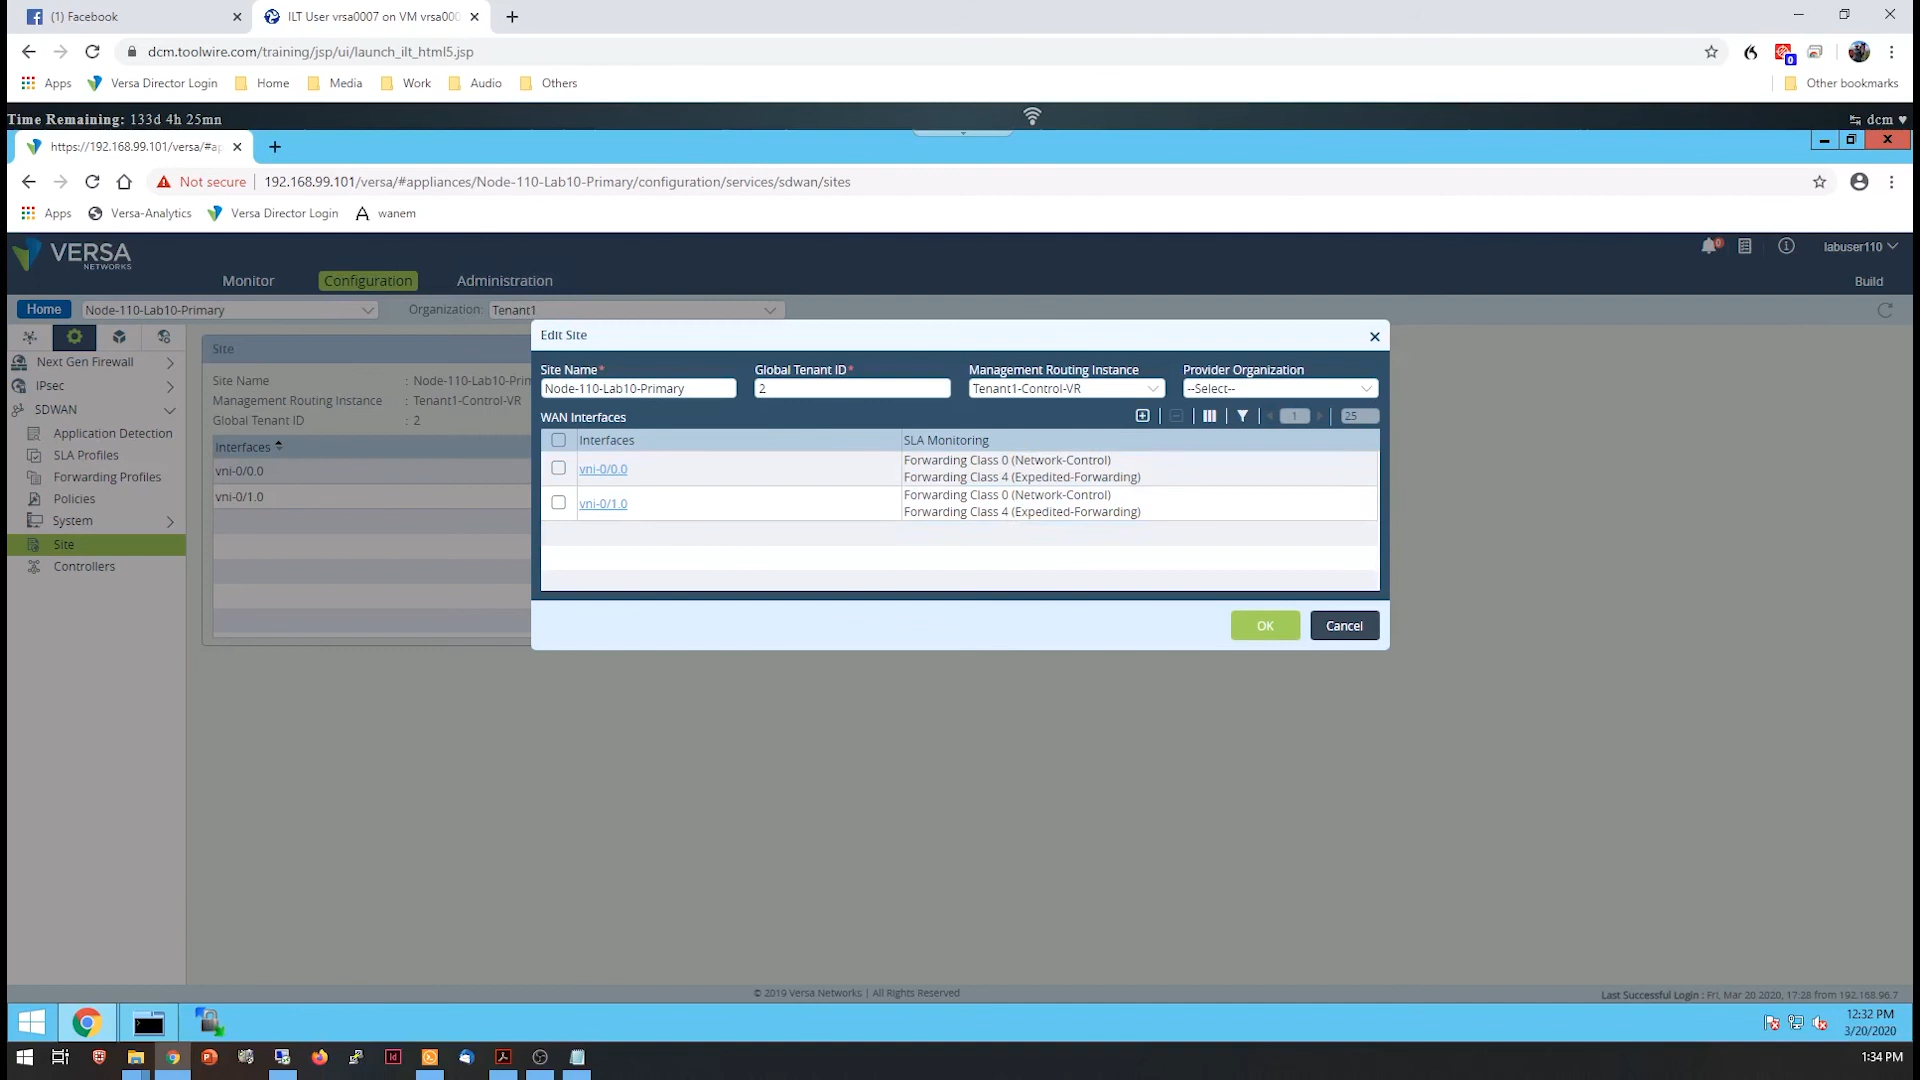 (1) Facebook
ILT User vrsa0007 on VM vrsa000
dcm.toolwire.com/training/jsp/ui/launch_ilt_html5.jsp
0
Apps
Versa Director Login
Home
Media
Work
Audio
Others
Other bookmarks
Time Remaining: 133d 4h 25mn
dcm
https://192.168.99.101/versa/#ap
Not secure
192.168.99.101/versa/#appliances/Node-110-Lab10-Primary/configuration/services/sdwan/sites
Apps
Versa-Analytics
Versa Director Login
wanem
VERSA
NETWORKS
0
labuser110
Monitor
Configuration
Administration
Build
Home
Node-110-Lab10-Primary
Organization:
Tenant1
Next Gen Firewall
IPsec
SDWAN
Application Detection
SLA Profiles
Forwarding Profiles
Policies
System
Site
Controllers
Site
Site Name : Node-110-Lab10-Prin
Management Routing Instance : Tenant1-Control-VR
Global Tenant ID : 2
Interfaces
vni-0/0.0
vni-0/1.0
Edit Site
Site Name*
Global Tenant ID*
Management Routing Instance
Provider Organization
Node-110-Lab10-Primary
2
Tenant1-Control-VR
--Select--
WAN Interfaces
1
25
Interfaces
SLA Monitoring
vni-0/0.0
Forwarding Class 0 (Network-Control)
Forwarding Class 4 (Expedited-Forwarding)
vni-0/1.0
Forwarding Class 0 (Network-Control)
Forwarding Class 4 (Expedited-Forwarding)
OK
Cancel
© 2019 Versa Networks | All Rights Reserved
Last Successful Login : Fri, Mar 20 2020, 17:28 from 192.168.96.7
12:32 PM
3/20/2020
1:34 PM